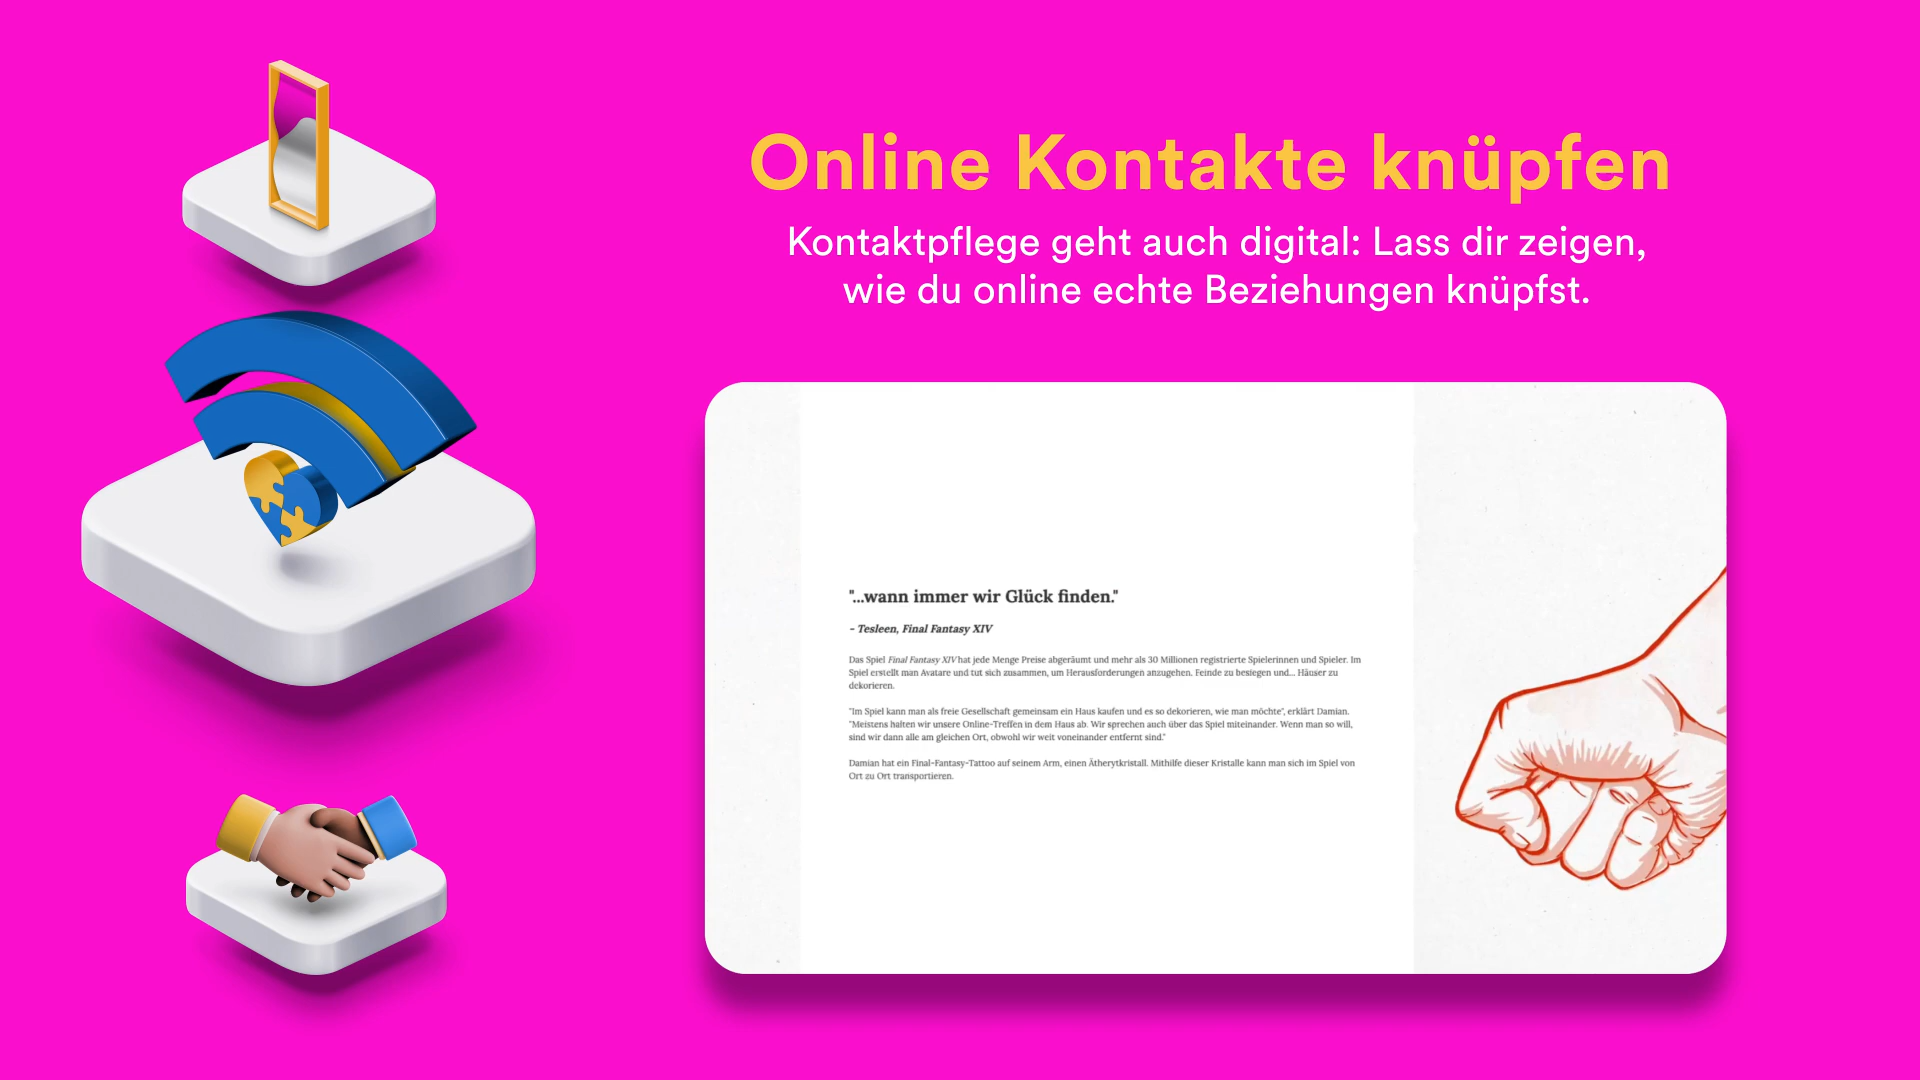 Online Kontakte knüpfen
Kontaktpflege geht auch digital: Lass dir zeigen,
wie du online echte Beziehungen knüpfst.
"...wann immer wir Glück finden."
- Tesleen, Final Fantasy XIV
Das Spiel Final Fantasy XIV hat jede Menge Preise abgeräumt und mehr als 30 Millionen registrierte Spielerinnen und Spieler. Im
Spiel erstellt man Avatare und tut sich zusammen, um Herausforderungen anzugehen. Feinde zu besiegen und... Häuser zu
dekorieren.
"Im Spiel kann man als freie Gesellschaft gemeinsam ein Haus kaufen und es so dekorieren, wie man möchte", erklärt Damian.
"Meistens halten wir unsere Online-Treffen in dem Haus ab. Wir sprechen auch über das Spiel miteinander. Wenn man so will,
sind wir dann alle am gleichen Ort, obwohl wir weit voneinander entfernt sind."
Damian hat ein Final-Fantasy-Tattoo auf seinem Arm, einen Ätherytkristall. Mithilfe dieser Kristalle kann man sich im Spiel von
Ort zu Ort transportieren.